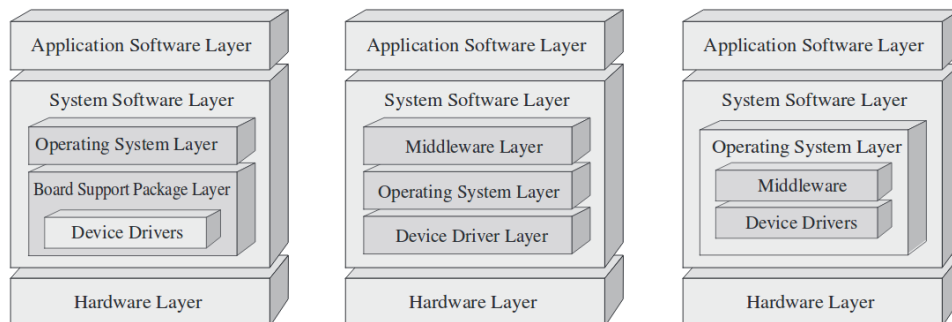 Application Software Layer
System Software Layer
Operating System Layer
Board Support Package Layer
Device Drivers
Hardware Layer
Application Software Layer
System Software Layer
Middleware Layer
Operating System Layer
Device Driver Layer
Hardware Layer
Application Software Layer
System Software Layer
Operating System Layer
Middleware
Device Drivers
Hardware Layer